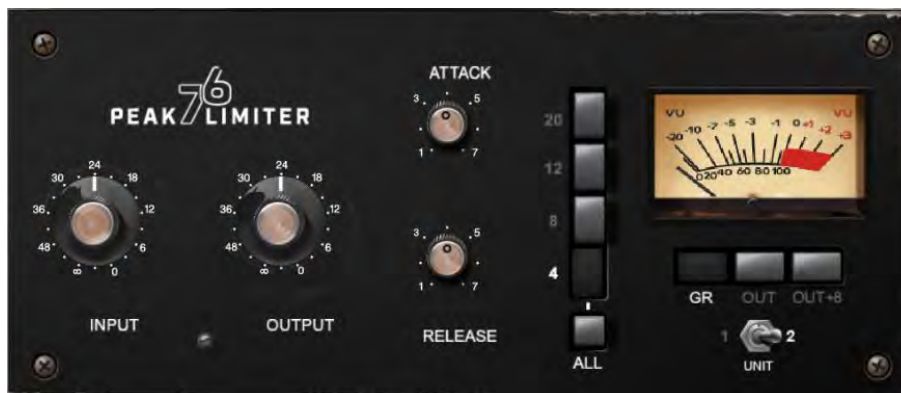 76
PEAK LIMITER
ATTACK
3 5
1 7
20
12
8
4
ALL
VU VU
-20 -10 -7 -5 -3 -1 0 +1 +2 +3
0 20 40 60 80 100
24
30 18
36 12
48 6
∞ 0
INPUT
24
30 18
36 12
48 6
∞ 0
OUTPUT
3 5
1 7
RELEASE
GR OUT OUT+8
1 2
UNIT